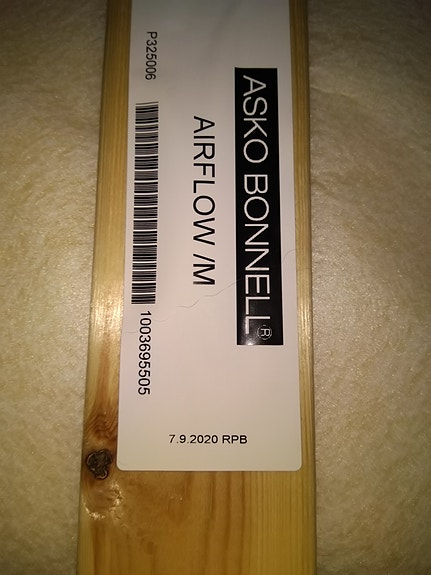 ASKO BONNELL®
AIRFLOW /M
1003695505
P325006
7.9.2020 RPB